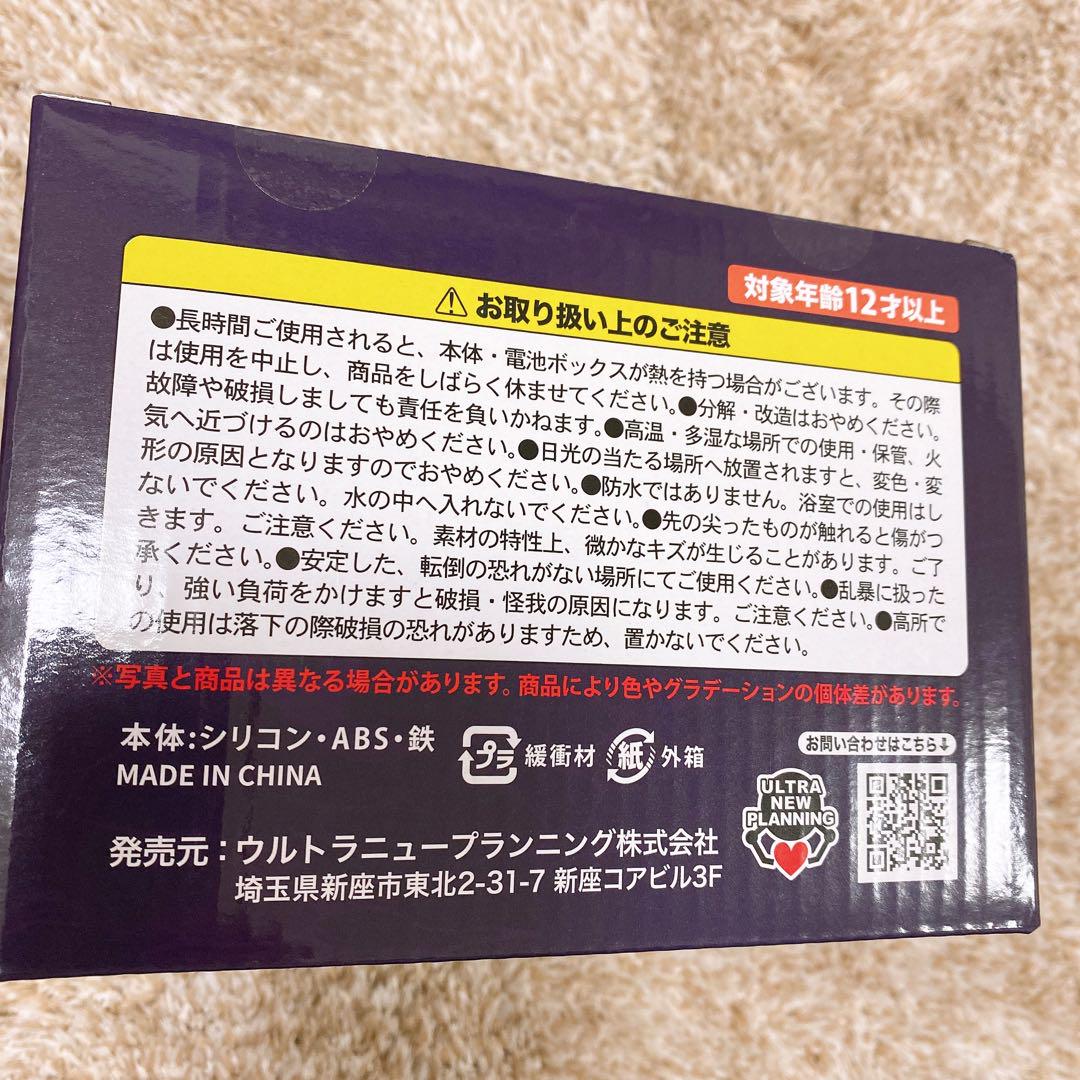 対象年齢12才以上
⚠お取り扱い上のご注意
●長時間ご使用されると、本体・電池ボックスが熱を持つ場合がございます。その際
は使用を中止し、商品をしばらく休ませてください。●分解・改造はおやめください。
故障や破損しましても責任を負いかねます。●高温・多湿な場所での使用・保管、火
気へ近づけるのはおやめください。●日光の当たる場所へ放置されますと、変色・変
形の原因となりますのでおやめください。●防水ではありません。浴室での使用はし
ないでください。水の中へ入れないでください。●先の尖ったものが触れると傷がつ
きます。ご注意ください。素材の特性上、微かなキズが生じることがあります。ご了
承ください。●安定した、転倒の恐れがない場所にてご使用ください。●乱暴に扱った
り、強い負荷をかけますと破損・怪我の原因になります。ご注意ください。●高所で
の使用は落下の際破損の恐れがありますため、置かないでください。
※写真と商品は異なる場合があります。商品により色やグラデーションの個体差があります。
本体:シリコン・ABS・鉄
MADE IN CHINA
プラ 緩衝材 紙 外箱
お問い合わせはこちら↓
ULTRA
NEW
PLANNING
発売元：ウルトラニュープランニング株式会社
埼玉県新座市東北2-31-7 新座コアビル3F